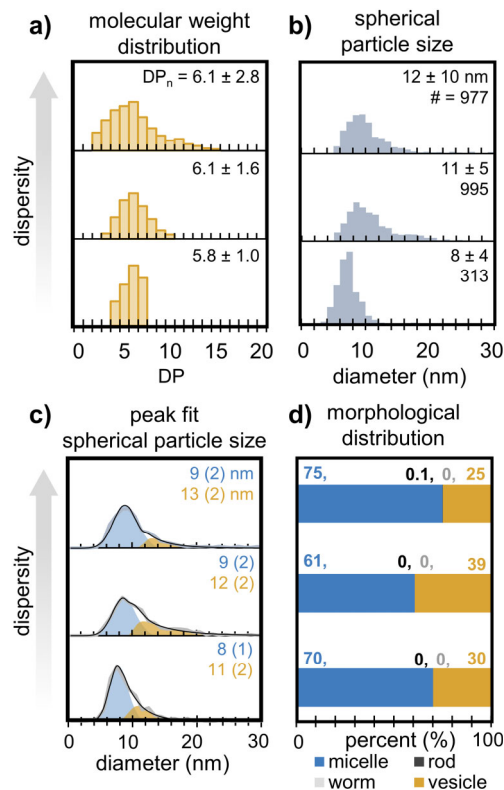 a) molecular weight
distribution
dispersity
DPn = 6.1 ± 2.8
6.1 ± 1.6
5.8 ± 1.0
0 5 10 15 20
DP
b) spherical
particle size
12 ± 10 nm
# = 977
11 ± 5
995
8 ± 4
313
0 10 20 30
diameter (nm)
c) peak fit
spherical particle size
dispersity
9 (2) nm
13 (2) nm
9 (2)
12 (2)
8 (1)
11 (2)
0 10 20 30
diameter (nm)
d) morphological
distribution
75, 0.1, 0, 25
61, 0, 0, 39
70, 0, 0, 30
0 percent (%) 100
micelle rod
worm vesicle